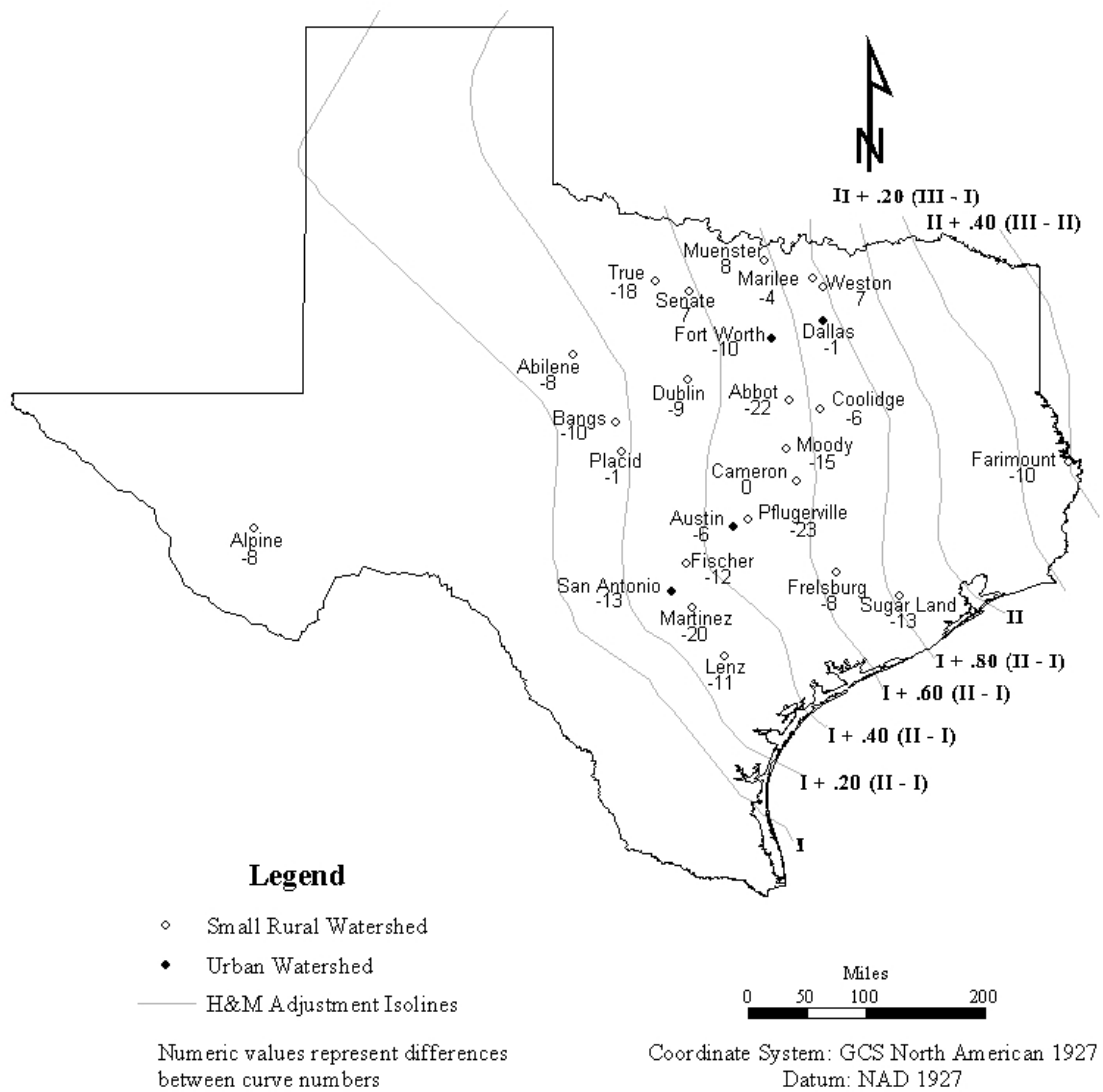 N
II + .20 (III - I)
II + .40 (III - II)
Muenster
8
True
-18
Senate
7
Marilee
-4
Weston
7
Fort Worth
-10
Dallas
-1
Abilene
-8
Dublin
-9
Abbot
-22
Coolidge
-6
Bangs
-10
Placid
-1
Moody
-15
Cameron
0
Farimount
-10
Austin
-6
Pflugerville
-23
Alpine
-8
Fischer
-12
San Antonio
-13
Martinez
-20
Frelsburg
-8
Sugar Land
-13
Lenz
-11
II
I + .80 (II - I)
I + .60 (II - I)
I + .40 (II - I)
I + .20 (II - I)
I
Legend
Small Rural Watershed
Urban Watershed
H&M Adjustment Isolines
Numeric values represent differences
between curve numbers
Miles
0 50 100 200
Coordinate System: GCS North American 1927
Datum: NAD 1927